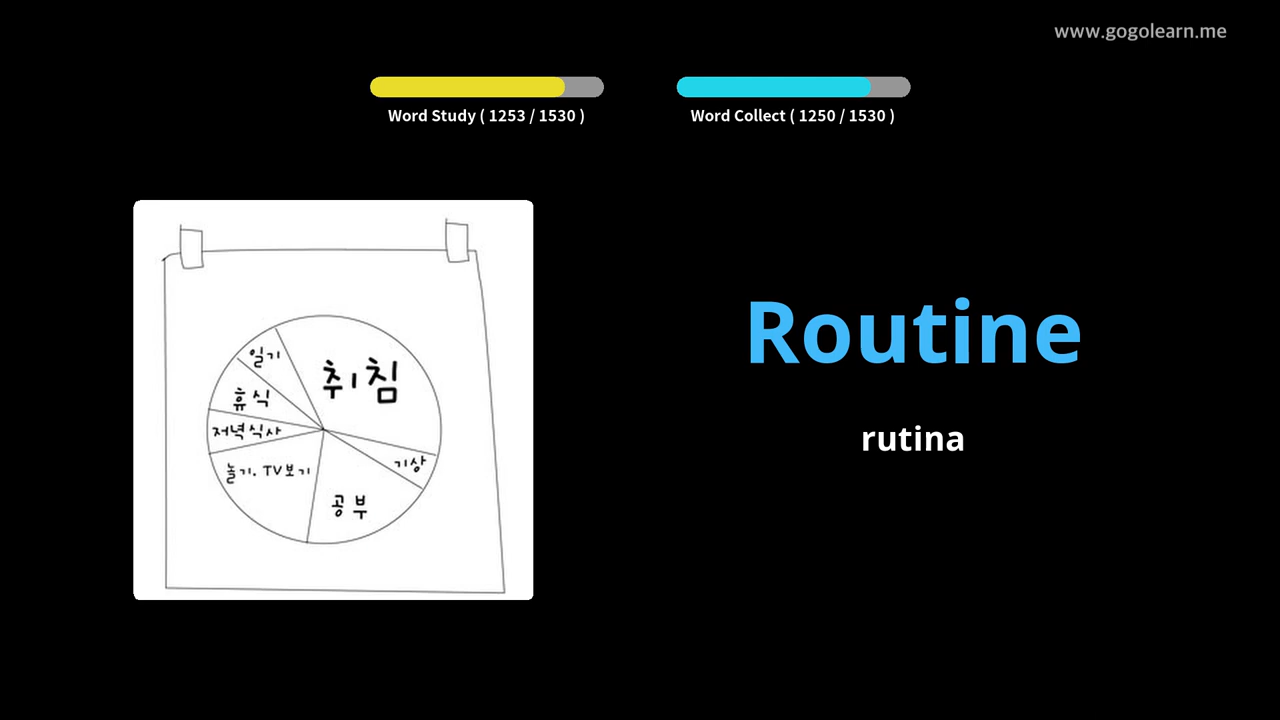 www.gogolearn.me
Word Study ( 1253 / 1530 )
Word Collect ( 1250 / 1530 )
일기
취침
휴식
저녁식사
놀기. TV보기
기상
공부
Routine
rutina